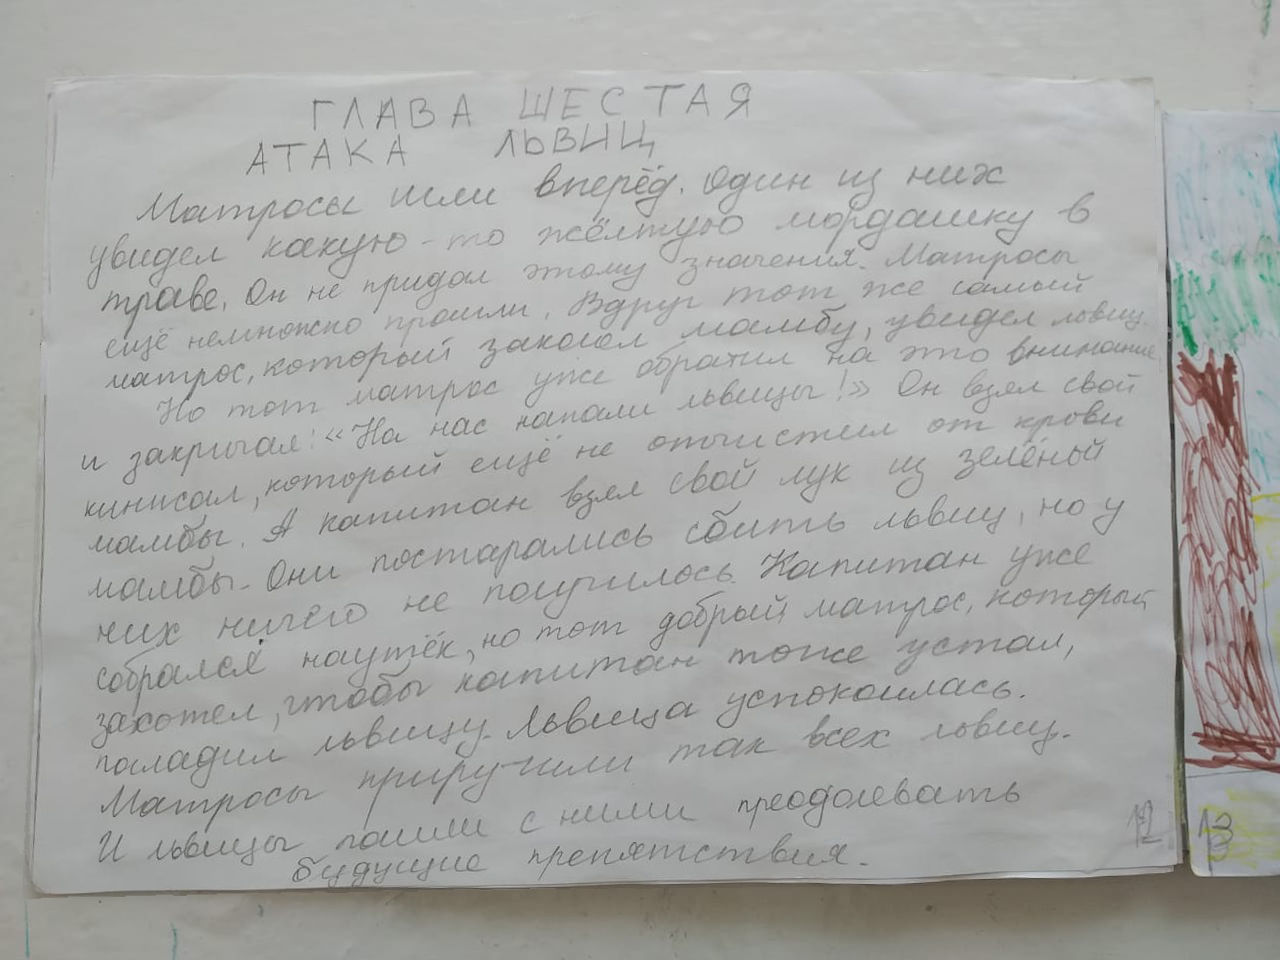 ГЛАВА ШЕСТАЯ
АТАКА ЛЬВИЦ
Матросы шли вперёд. Один из них
увидел какую-то жёлтую мордашку в
траве. Он не придал этому значения. Матросы
ещё немножко прошли. Вдруг тот же самый
матрос, который заколол мамбу, увидел львиц.
Но тот матрос уже обратил на это внимание
и закричал: «На нас напали львицы!» Он взял свой
кинисал, который ещё не отчистил от крови
мамбы. А капитан взял свой лук из зелёный
мамбы. Они постарались сбить львиц, но у
них ничего не получилось. Капитан уже
собрался наутёк, но тот добрый матрос, который
захотел, чтобы капитан тоже устал,
погладил львицу. Львица успокоилась.
Матросы приручили так всех львиц.
И львицы пошли с ними преодолевать
будущие препятствия.
12
13